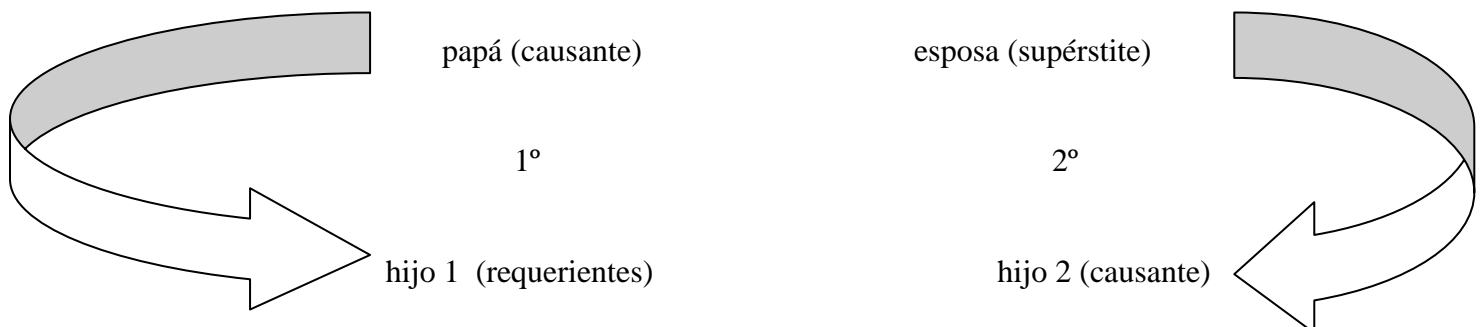 papá (causante) esposa (supérstite)
1º 2º
hijo 1 (requerientes) hijo 2 (causante)